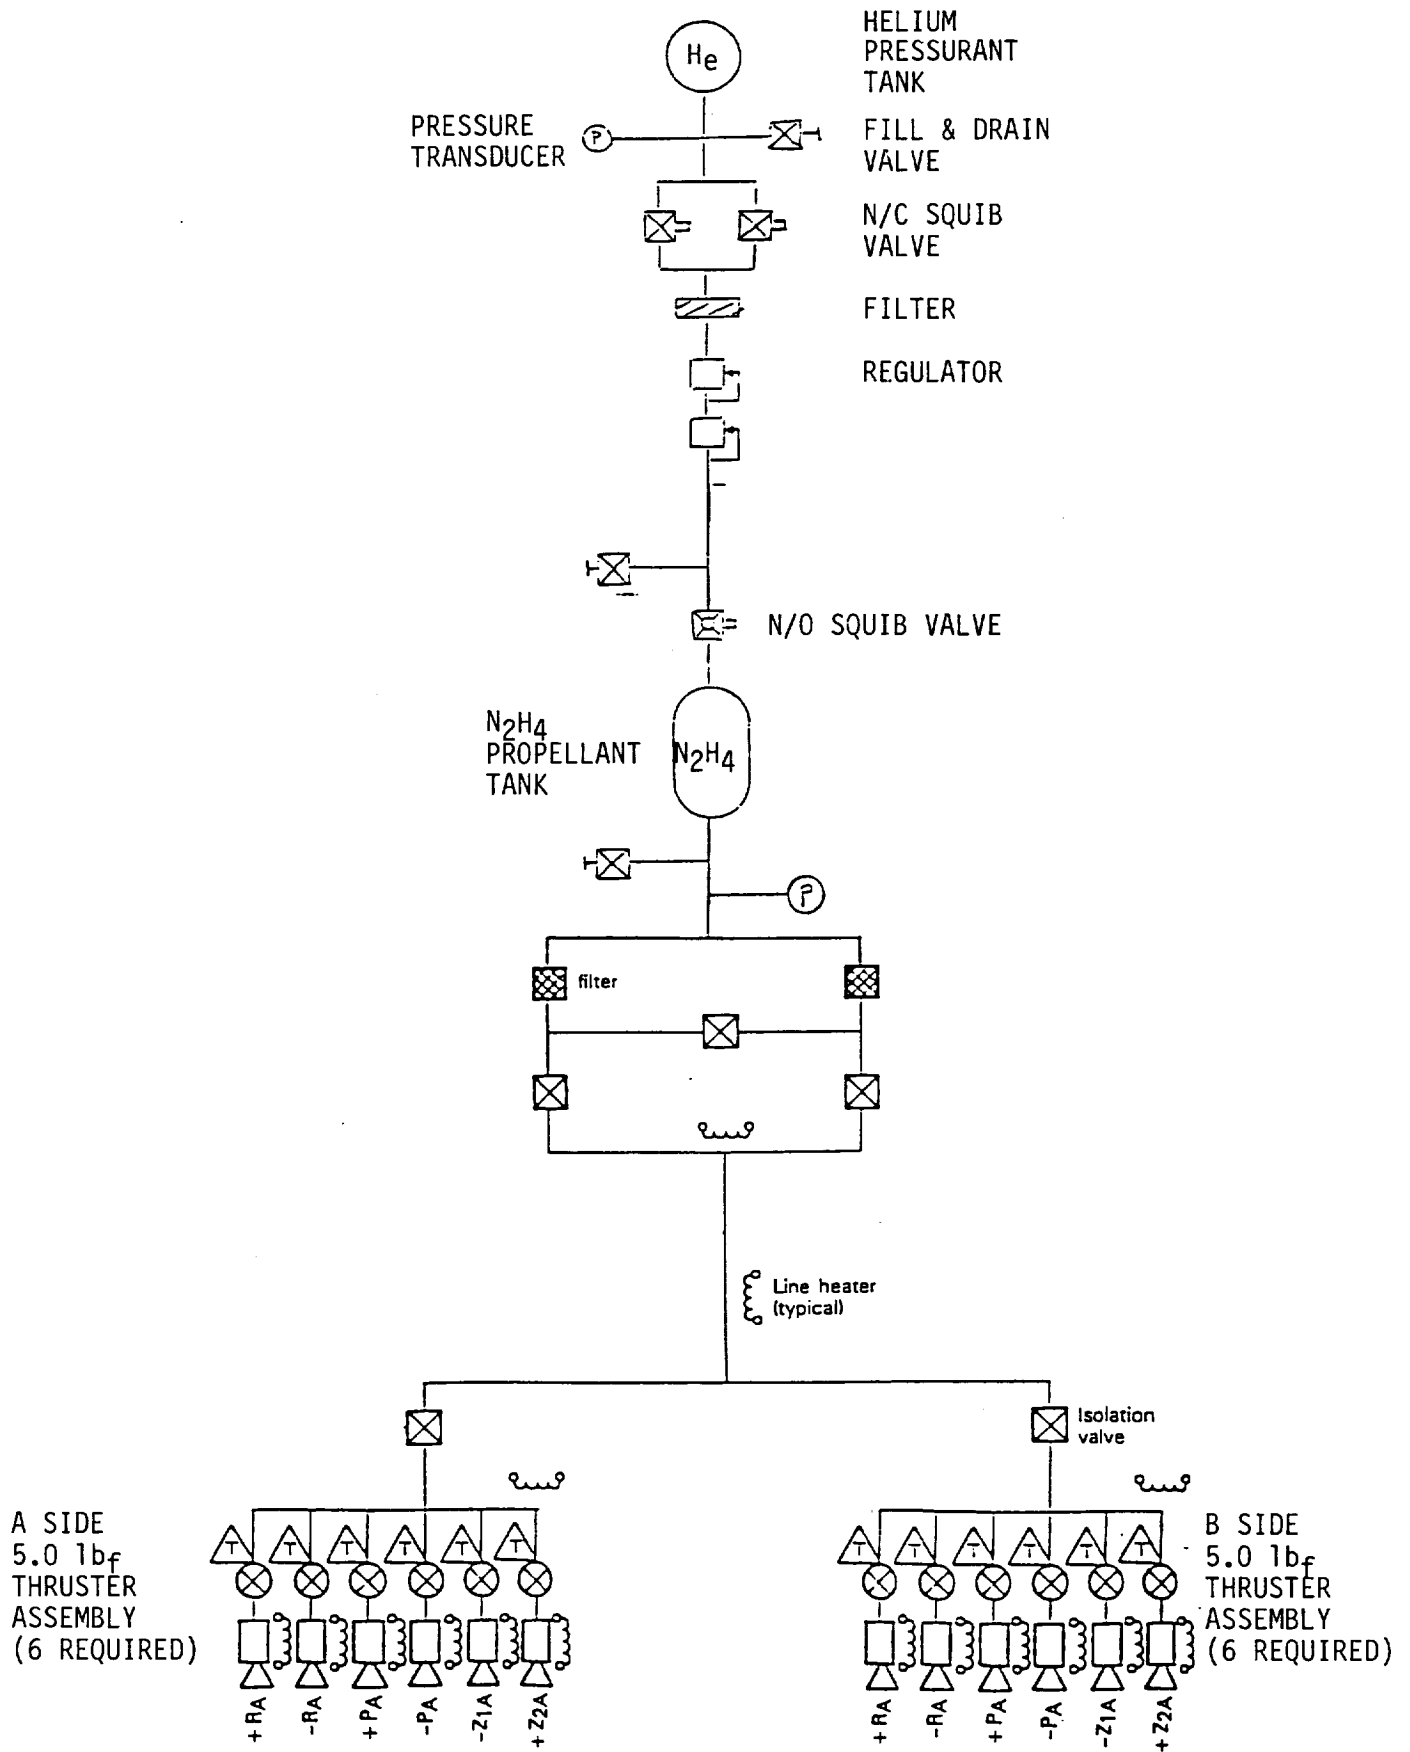 He
HELIUM
PRESSURANT
TANK
PRESSURE
TRANSDUCER
P
FILL & DRAIN
VALVE
N/C SQUIB
VALVE
FILTER
REGULATOR
N/O SQUIB VALVE
N2H4
PROPELLANT
TANK
N2H4
P
filter
Line heater
(typical)
Isolation
valve
A SIDE
5.0 lbf
THRUSTER
ASSEMBLY
(6 REQUIRED)
T T T T T T
+RA -RA +PA -PA -Z1A +Z2A
B SIDE
5.0 lbf
THRUSTER
ASSEMBLY
(6 REQUIRED)
T T T T T T
+RA -RA +PA -PA -Z1A +Z2A